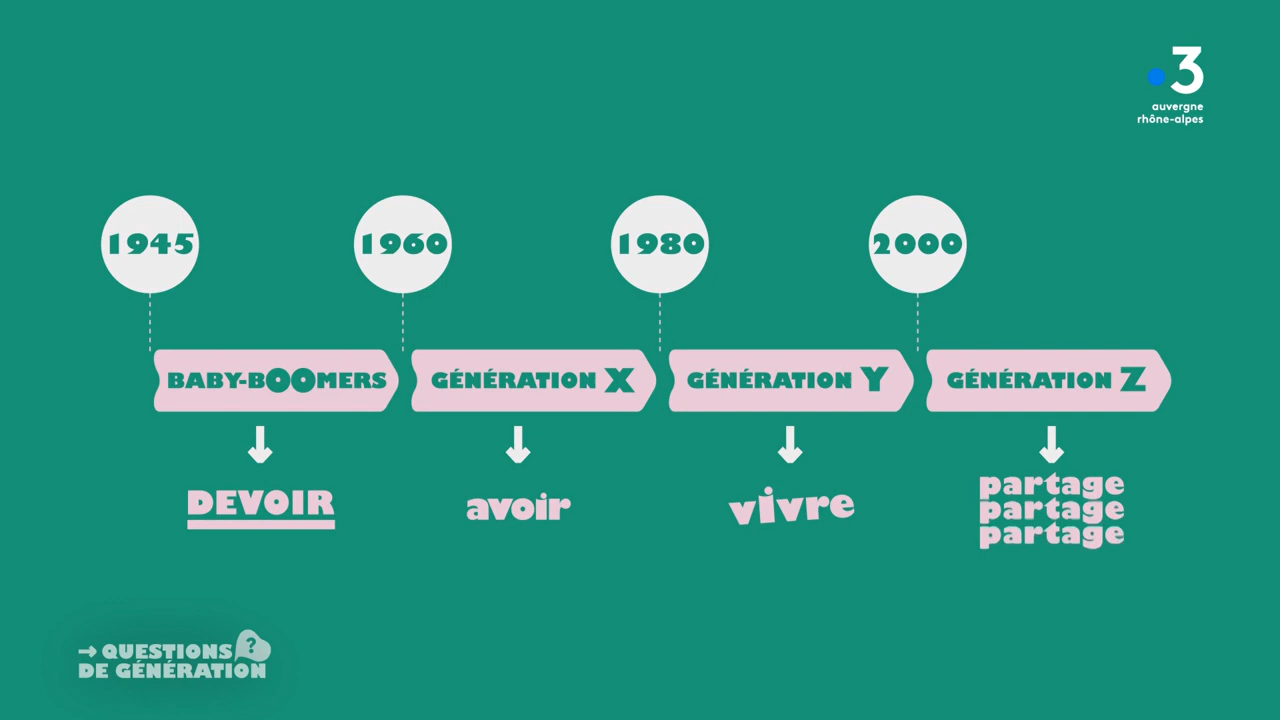 3
auvergne
rhône-alpes
1945
1960
1980
2000
BABY-BOOMERS
GÉNÉRATION X
GÉNÉRATION Y
GÉNÉRATION Z
DEVOIR
avoir
vivre
partage
partage
partage
→ QUESTIONS ?
DE GÉNÉRATION